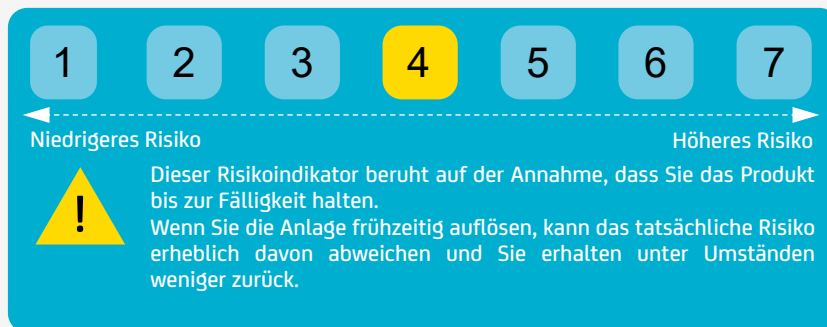 1 2 3 4 5 6 7
Niedrigeres Risiko Höheres Risiko
Dieser Risikoindikator beruht auf der Annahme, dass Sie das Produkt
bis zur Fälligkeit halten.
Wenn Sie die Anlage frühzeitig auflösen, kann das tatsächliche Risiko
erheblich davon abweichen und Sie erhalten unter Umständen
weniger zurück.
!